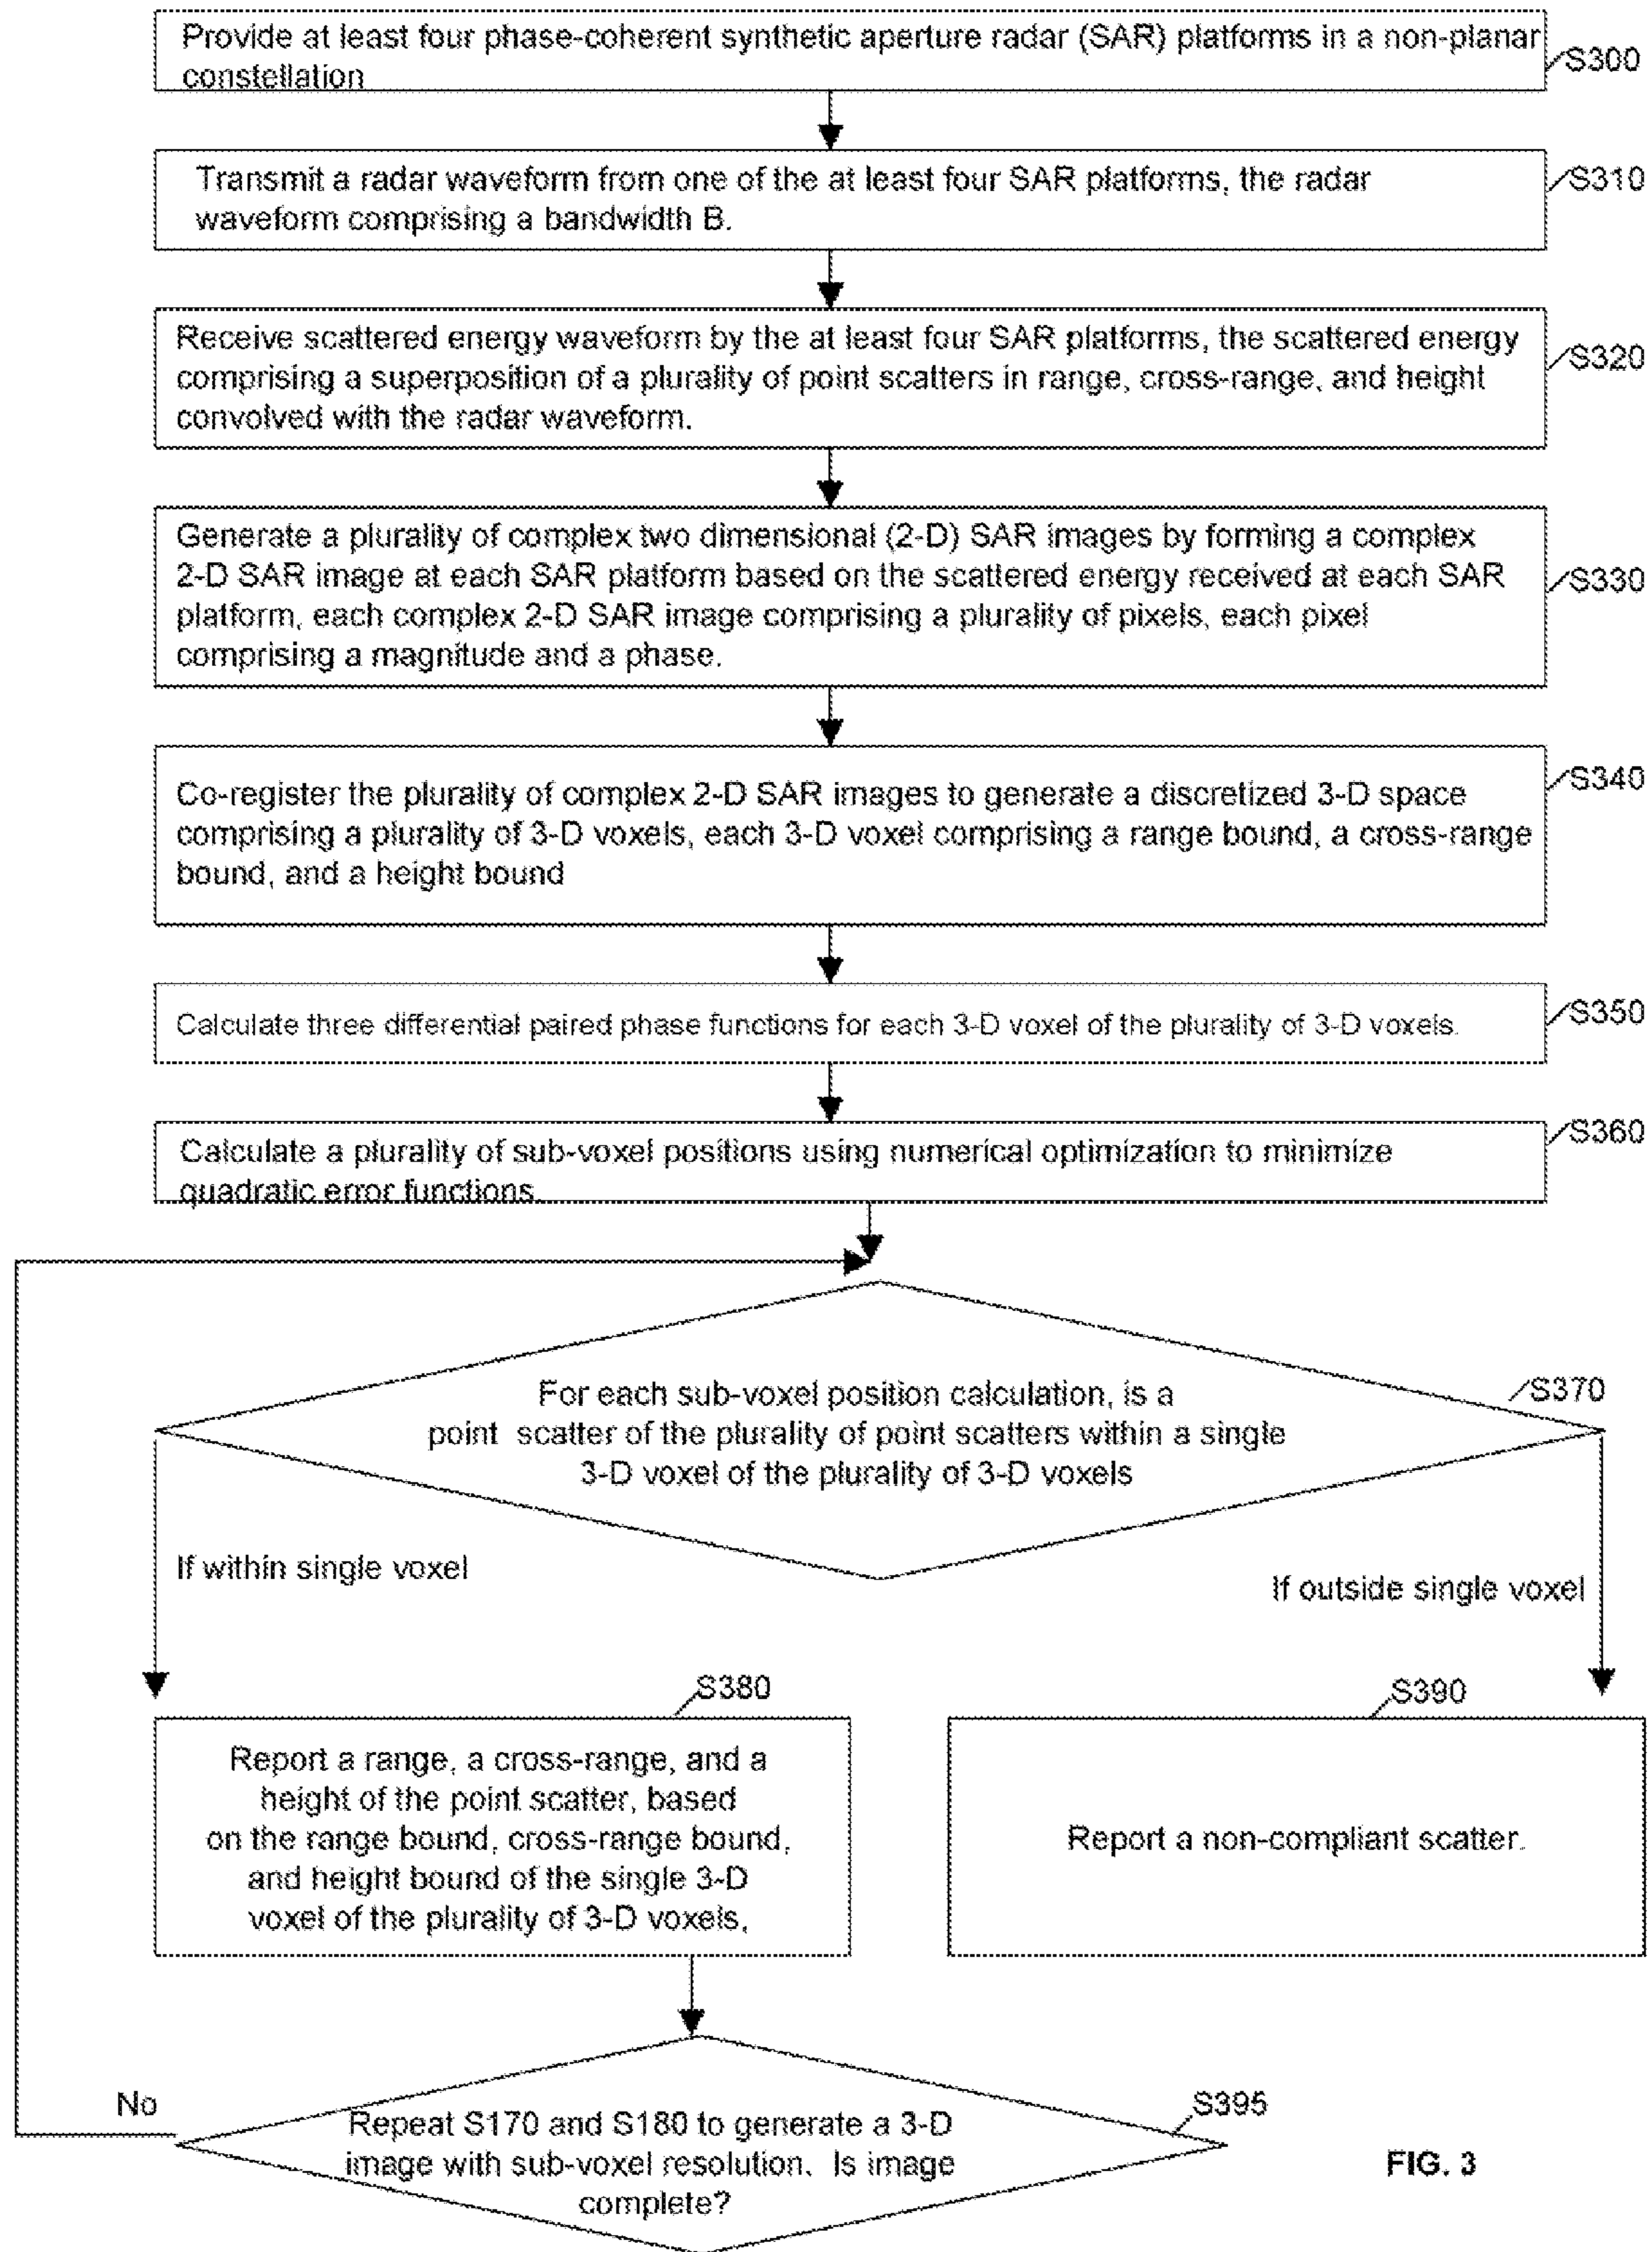 Provide at least four phase-coherent synthetic aperture radar (SAR) platforms in a non-planar
constellation
S300
Transmit a radar waveform from one of the at least four SAR platforms, the radar
waveform comprising a bandwidth B.
S310
Receive scattered energy waveform by the at least four SAR platforms, the scattered energy
comprising a superposition of a plurality of point scatters in range, cross-range, and height
convolved with the radar waveform.
S320
Generate a plurality of complex two dimensional (2-D) SAR images by forming a complex
2-D SAR image at each SAR platform based on the scattered energy received at each SAR
platform, each complex 2-D SAR image comprising a plurality of pixels, each pixel
comprising a magnitude and a phase.
S330
Co-register the plurality of complex 2-D SAR images to generate a discretized 3-D space
comprising a plurality of 3-D voxels, each 3-D voxel comprising a range bound, a cross-range
bound, and a height bound
S340
Calculate three differential paired phase functions for each 3-D voxel of the plurality of 3-D voxels.
S350
Calculate a plurality of sub-voxel positions using numerical optimization to minimize
quadratic error functions.
S360
For each sub-voxel position calculation, is a
point scatter of the plurality of point scatters within a single
3-D voxel of the plurality of 3-D voxels
S370
If within single voxel
If outside single voxel
S380
Report a range, a cross-range, and a
height of the point scatter, based
on the range bound, cross-range bound,
and height bound of the single 3-D
voxel of the plurality of 3-D voxels,
S390
Report a non-compliant scatter.
No
Repeat S170 and S180 to generate a 3-D
image with sub-voxel resolution. Is image
complete?
S395
FIG. 3